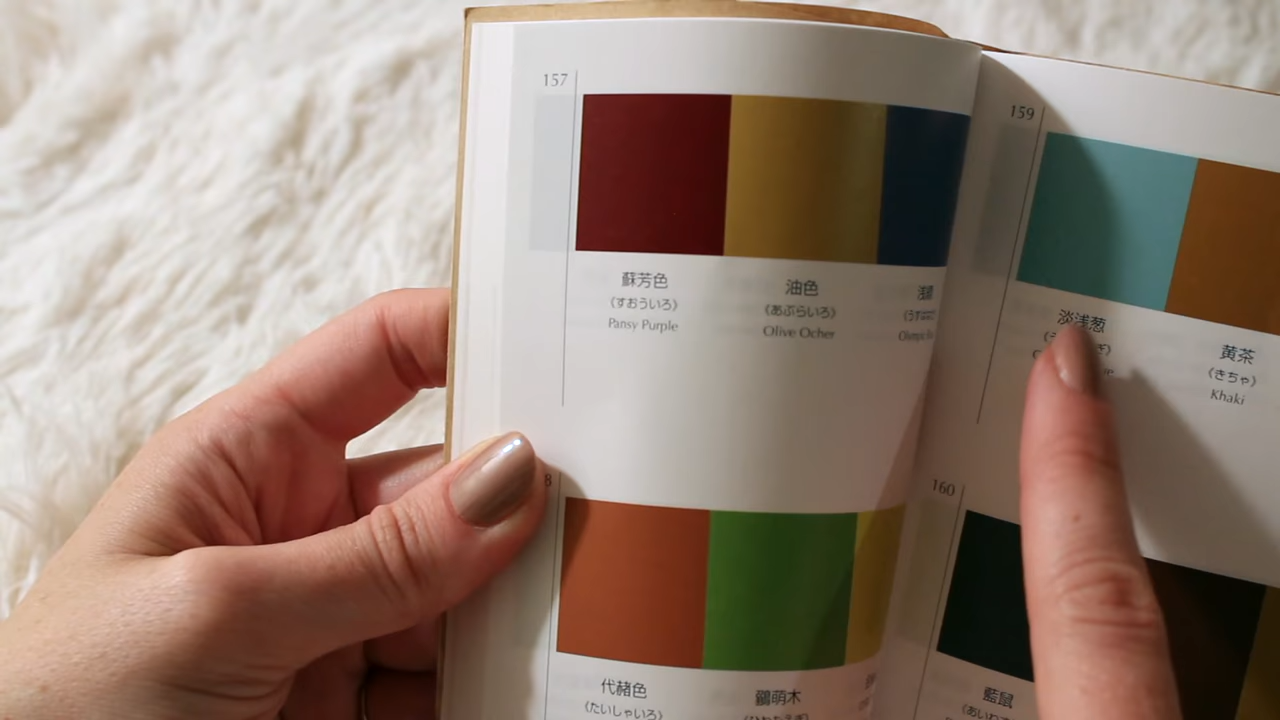 157
蘇芳色
(すおういろ)
Pansy Purple
油色
(あぶらいろ)
Olive Ocher
8
代赭色
(たいしゃいろ)
鶸萌木
159
淡浅葱
黄茶
(きちゃ)
Khaki
160
藍鼠